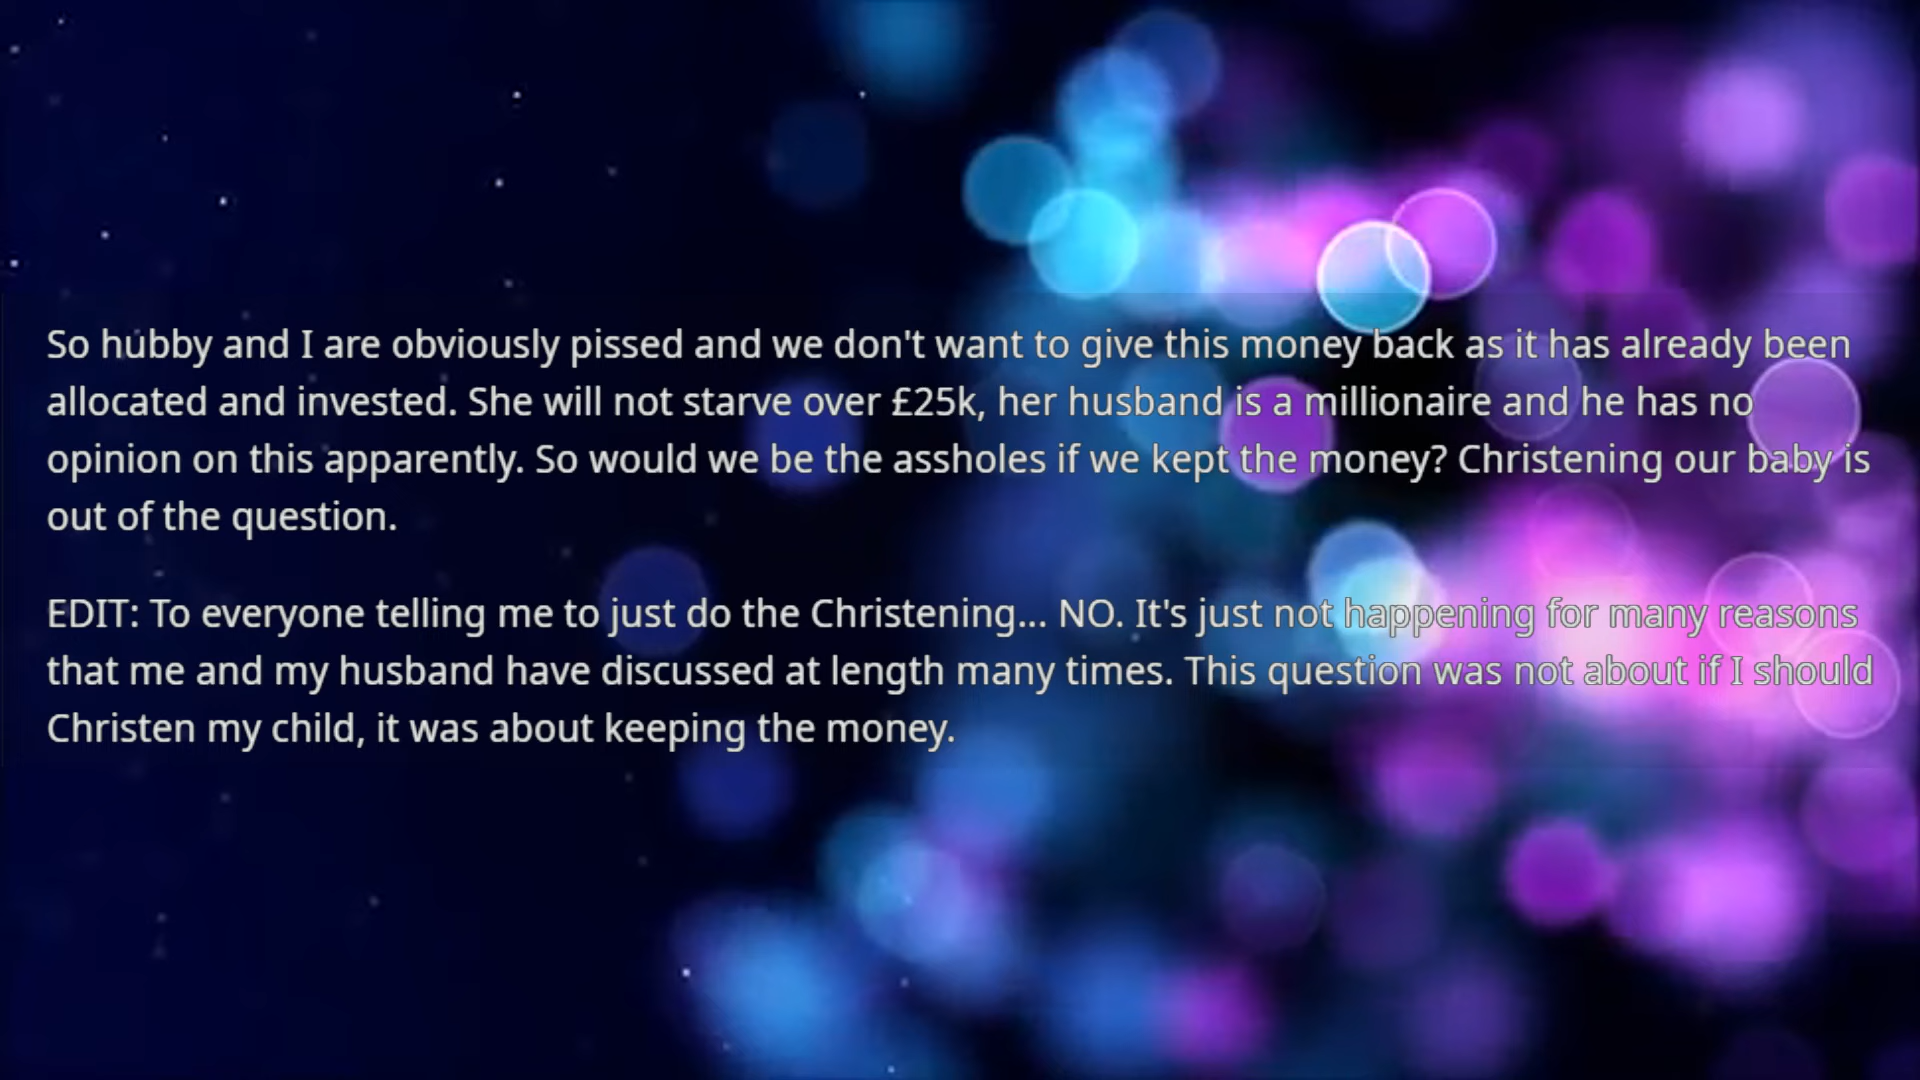 So hubby and I are obviously pissed and we don't want to give this money back as it has already been
allocated and invested. She will not starve over £25k, her husband is a millionaire and he has no
opinion on this apparently. So would we be the assholes if we kept the money? Christening our baby is
out of the question.
EDIT: To everyone telling me to just do the Christening... NO. It's just not happening for many reasons
that me and my husband have discussed at length many times. This question was not about if I should
Christen my child, it was about keeping the money.